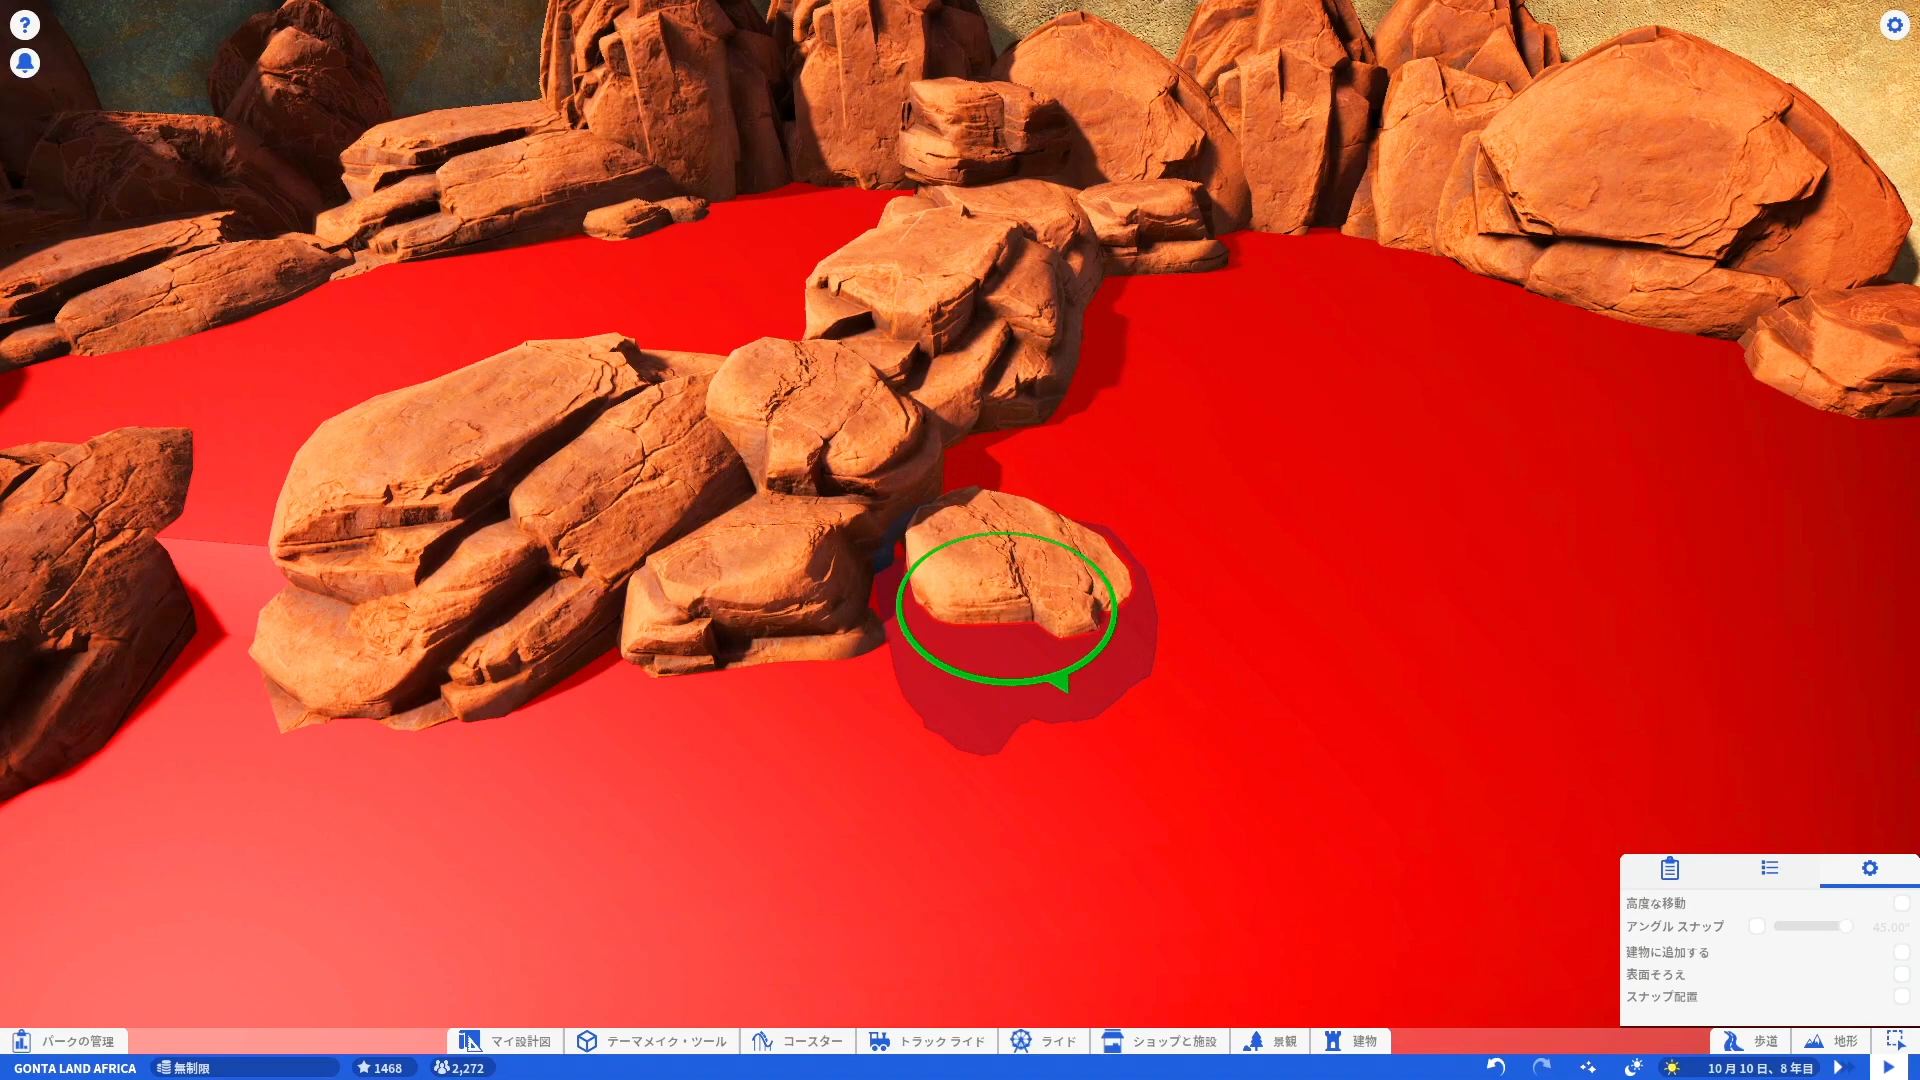 ?
高度な移動
アングル スナップ 45.00°
建物に追加する
表面そろえ
スナップ配置
パークの管理 マイ設計図 テーマメイク・ツール コースター トラック ライド ライド ショップと施設 景観 建物 歩道 地形
GONTA LAND AFRICA 無制限 1468 2,272 10 月 10 日、8 年目